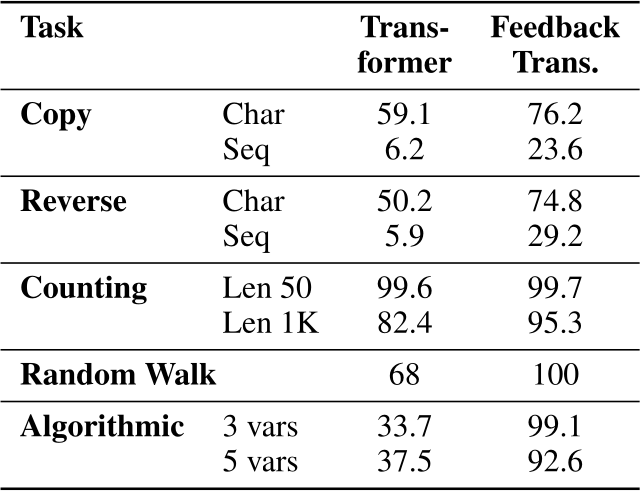 Task Trans- Feedback
former Trans.
Copy Char 59.1 76.2
Seq 6.2 23.6
Reverse Char 50.2 74.8
Seq 5.9 29.2
Counting Len 50 99.6 99.7
Len 1K 82.4 95.3
Random Walk 68 100
Algorithmic 3 vars 33.7 99.1
5 vars 37.5 92.6